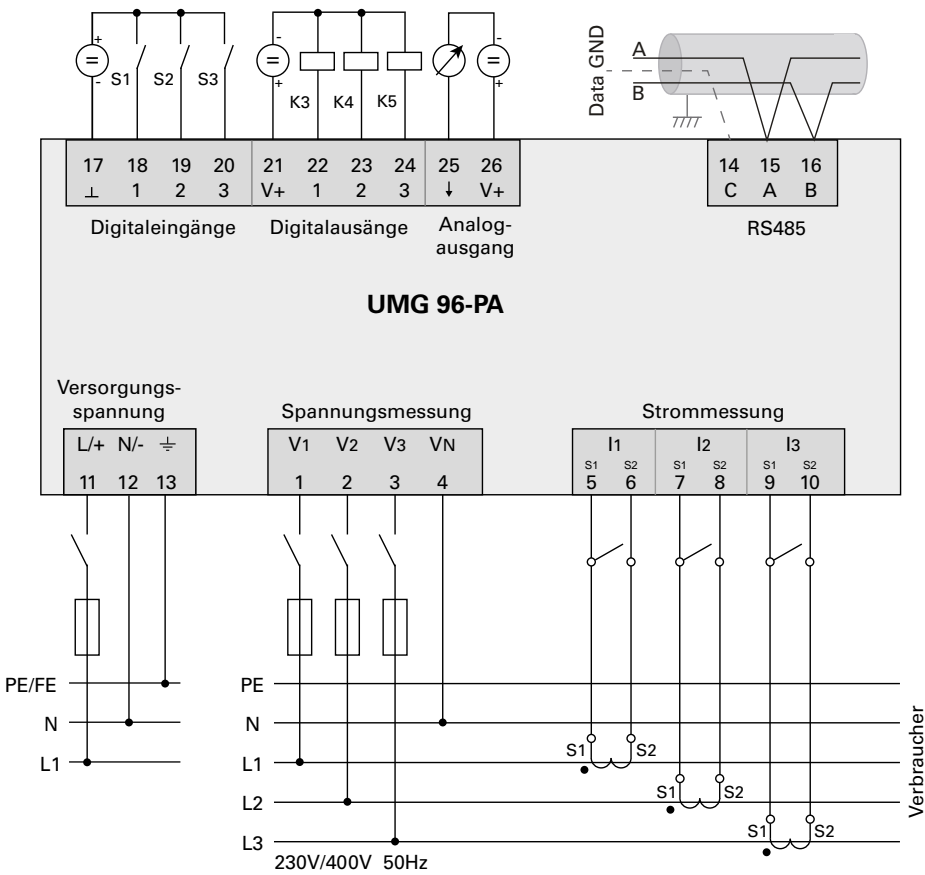 + - S1 S2 S3
- + K3 K4 K5
- +
Data GND
A
B
17 18 19 20 21 22 23 24 25 26
⊥ 1 2 3 V+ 1 2 3 ↓ V+
14 15 16
C A B
Digitaleingänge
Digitalausänge
Analog-
ausgang
RS485
UMG 96-PA
Versorgungs-
spannung
Spannungsmessung
Strommessung
L/+ N/-
11 12 13
V1 V2 V3 VN
1 2 3 4
I1 I2 I3
S1 S2 S1 S2 S1 S2
5 6 7 8 9 10
PE/FE
N
L1
PE
N
L1
L2
L3
S1 S2
S1 S2
S1 S2
Verbraucher
230V/400V 50Hz